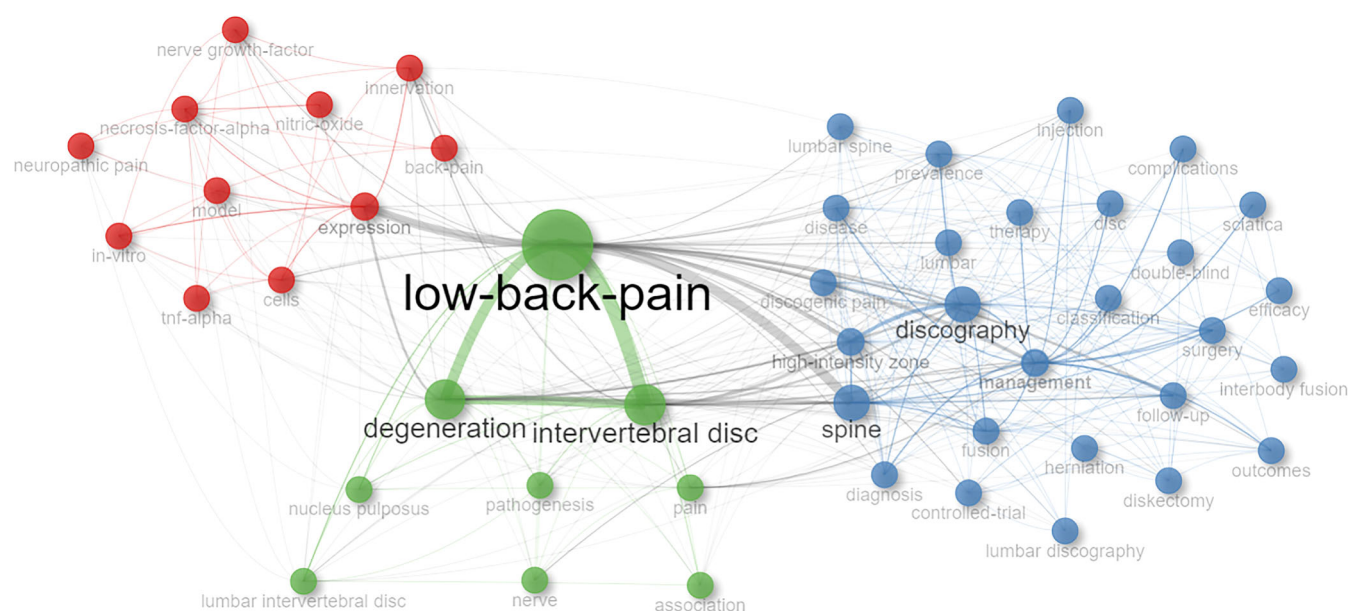 nerve growth-factor
innervation
necrosis-factor-alpha
nitric-oxide
neuropathic pain
back-pain
model
expression
in-vitro
cells
tnf-alpha
low-back-pain
degeneration
intervertebral disc
nucleus pulposus
pathogenesis
pain
lumbar intervertebral disc
nerve
association
lumbar spine
injection
prevalence
complications
disease
therapy
disc
sciatica
lumbar
double-blind
discogenic pain
classification
efficacy
discography
surgery
high-intensity zone
management
interbody fusion
follow-up
spine
fusion
herniation
outcomes
diagnosis
controlled-trial
diskectomy
lumbar discography